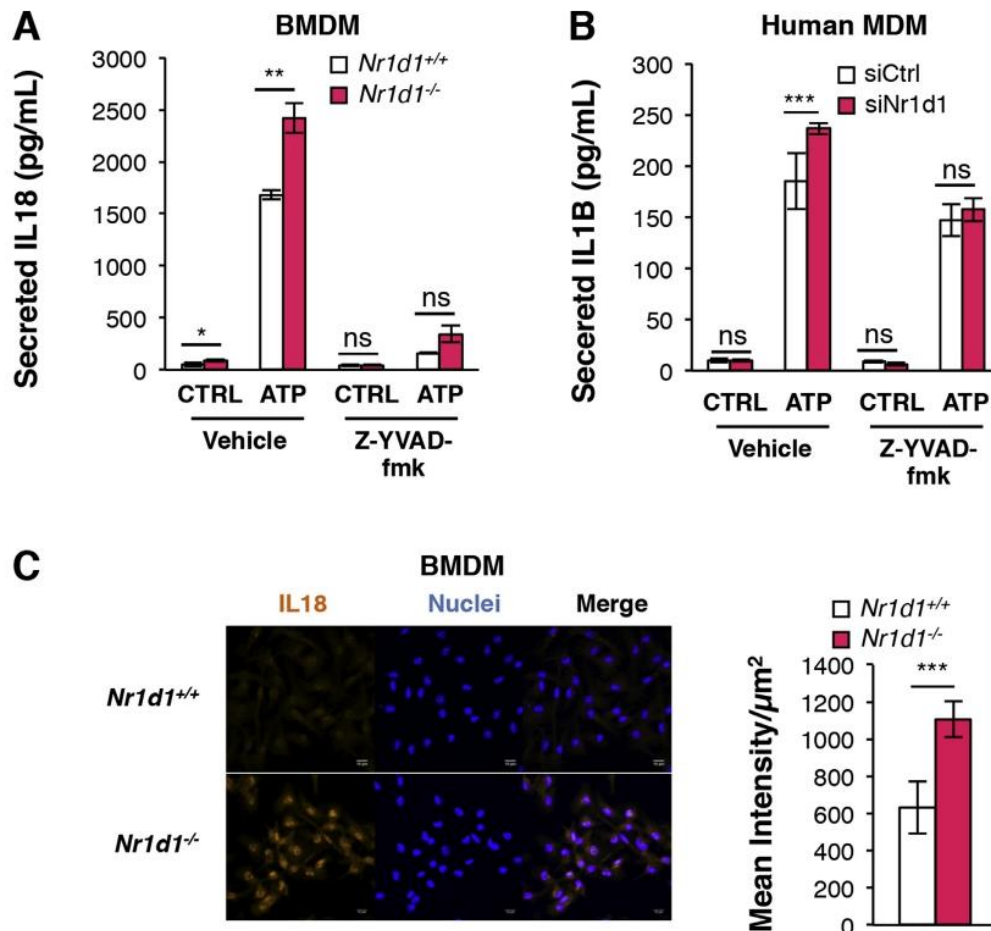 A
BMDM
Secreted IL18 (pg/mL)
3000
2500
2000
1500
1000
500
0
Nr1d1+/+
Nr1d1-/-
*
**
ns
ns
CTRL ATP CTRL ATP
Vehicle Z-YVAD-
fmk
B
Human MDM
Seceretd IL1B (pg/mL)
300
250
200
150
100
50
0
siCtrl
siNr1d1
ns
***
ns
ns
CTRL ATP CTRL ATP
Vehicle Z-YVAD-
fmk
C
BMDM
IL18 Nuclei Merge
Nr1d1+/+
Nr1d1-/-
Nr1d1+/+
Nr1d1-/-
Mean Intensity/µm²
1400
1200
1000
800
600
400
200
0
***